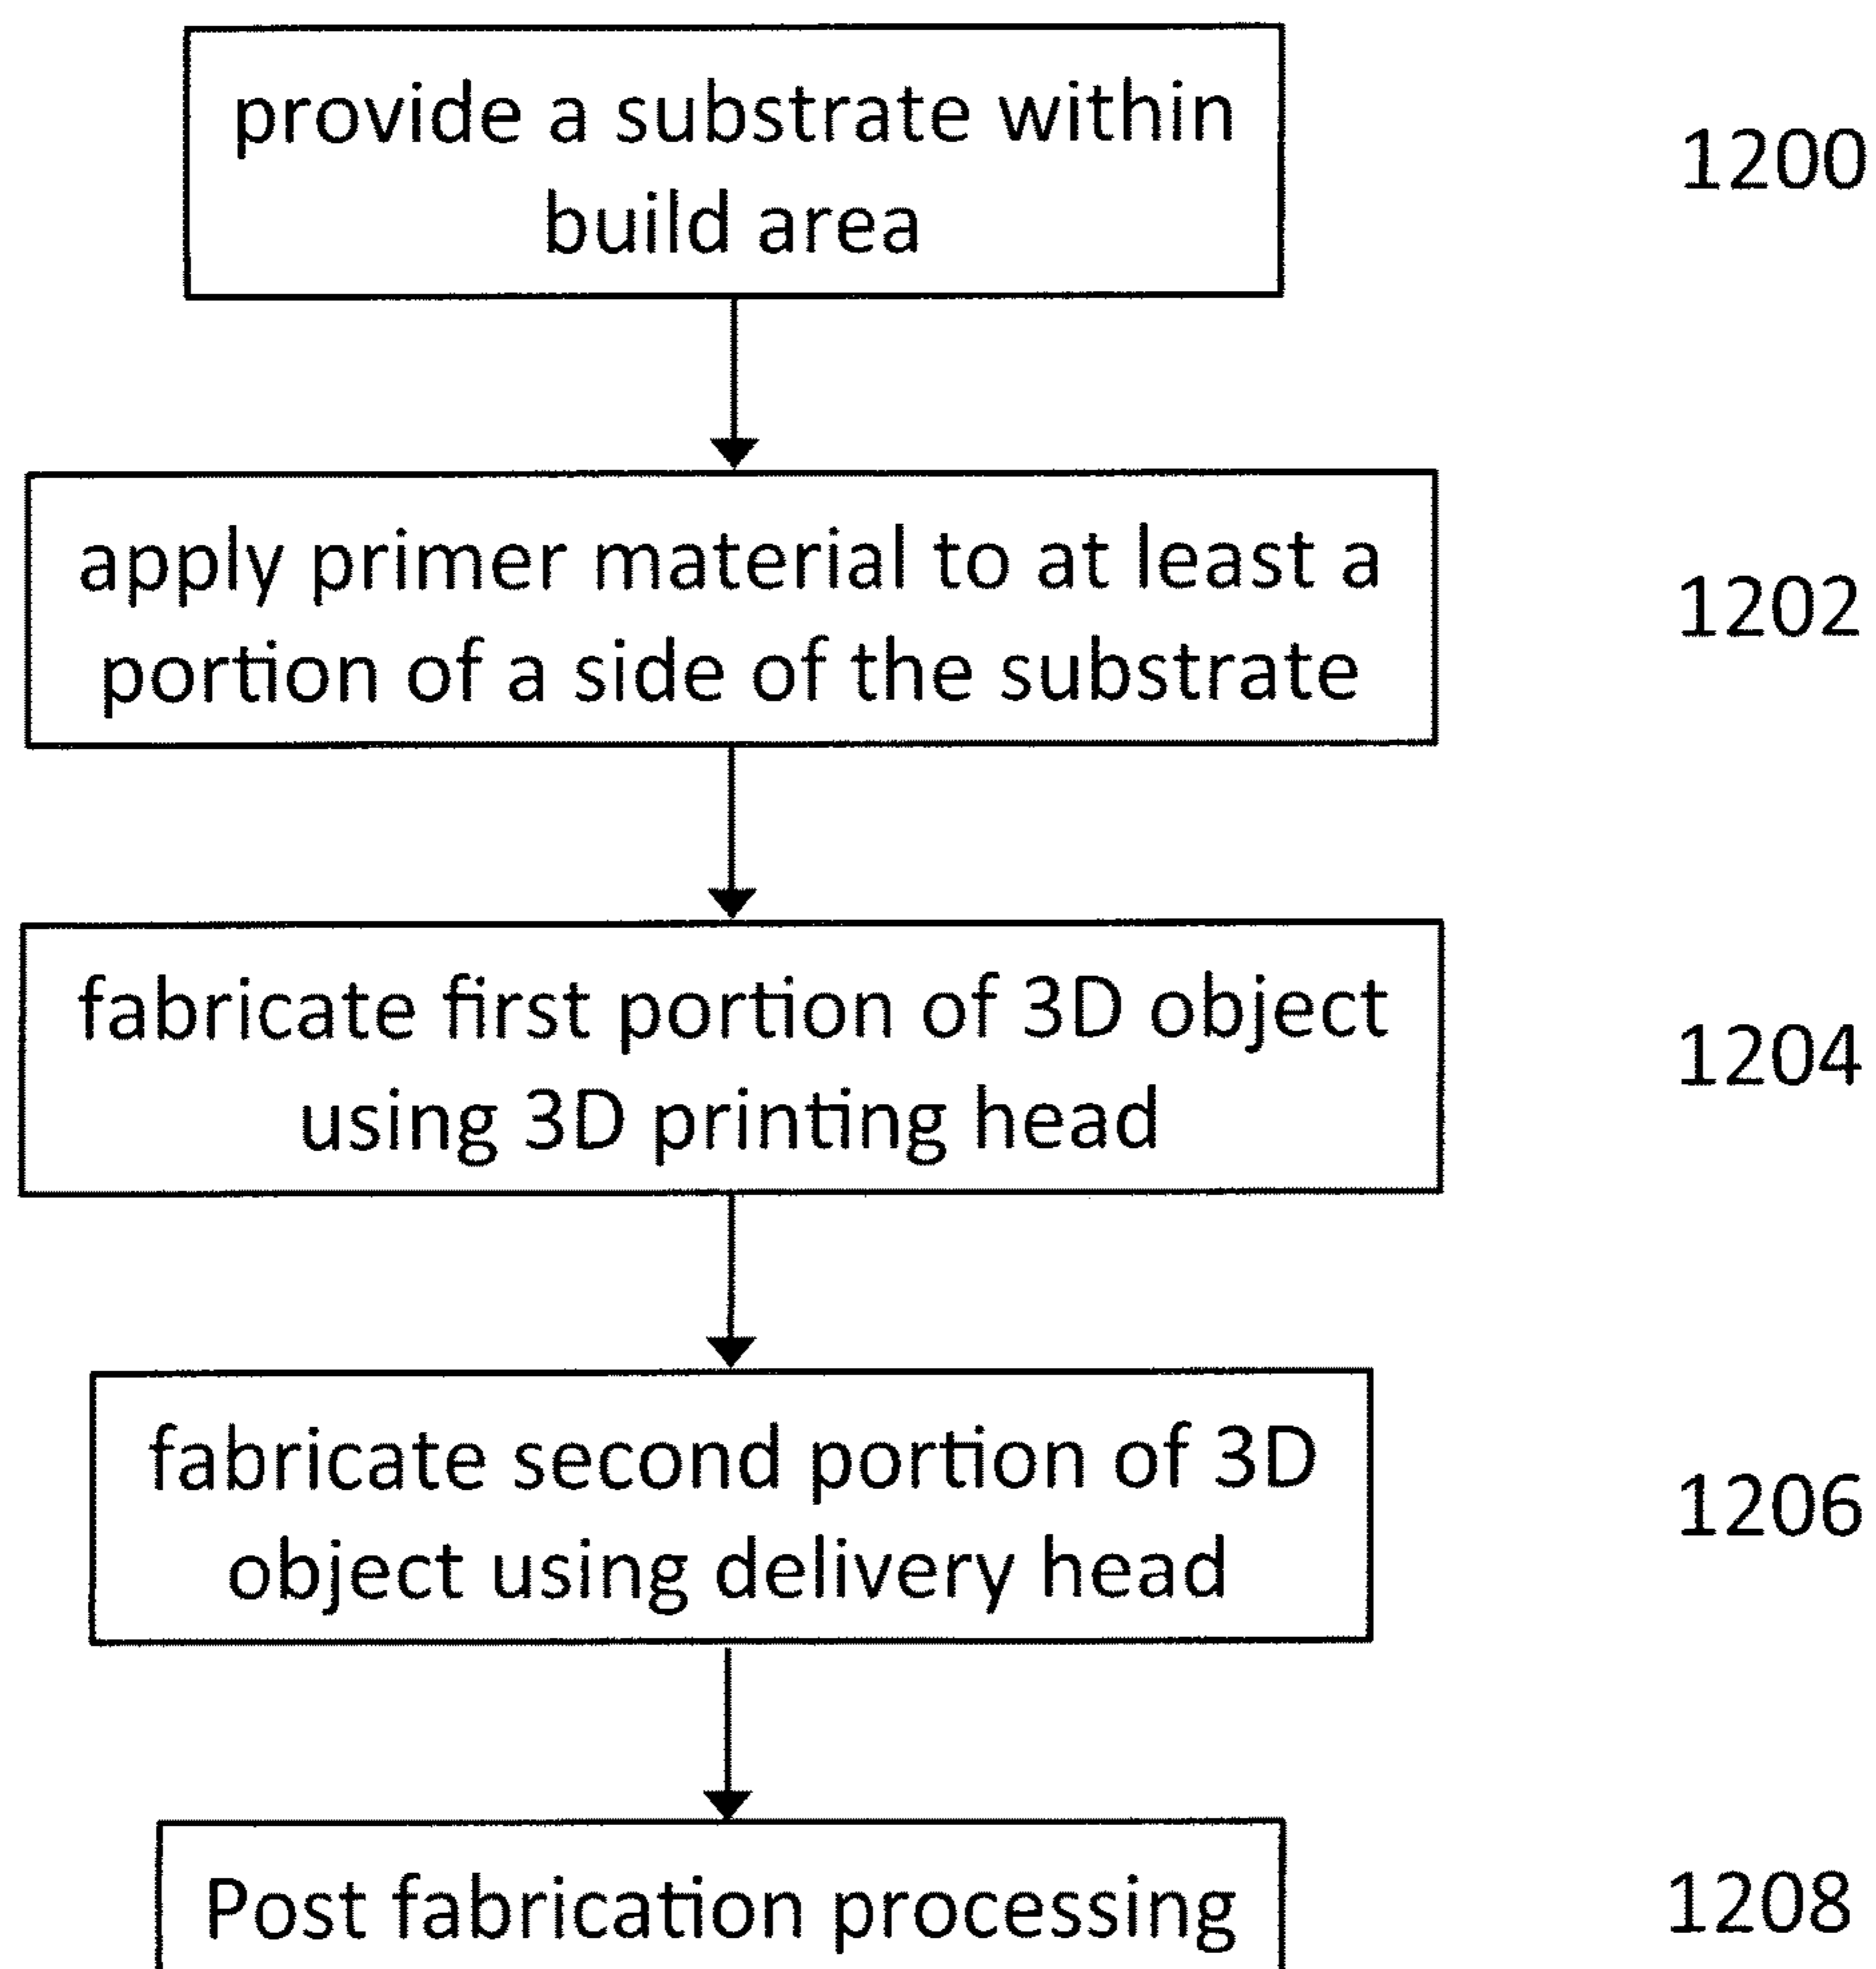 provide a substrate within
build area
1200
apply primer material to at least a
portion of a side of the substrate
1202
fabricate first portion of 3D object
using 3D printing head
1204
fabricate second portion of 3D
object using delivery head
1206
Post fabrication processing
1208